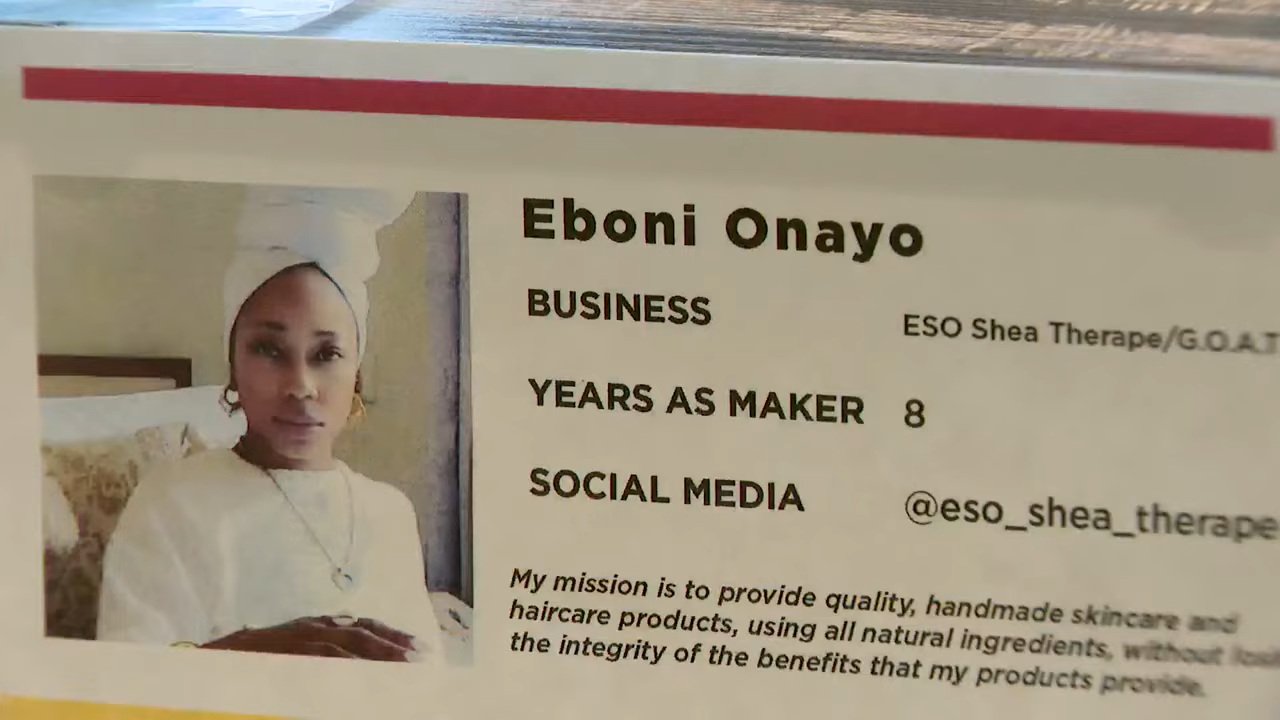 Eboni Onayo
BUSINESS ESO Shea Therape/G.O.A.T
YEARS AS MAKER 8
SOCIAL MEDIA @eso_shea_therape
My mission is to provide quality, handmade skincare and
haircare products, using all natural ingredients, without
the integrity of the benefits that my products provide.